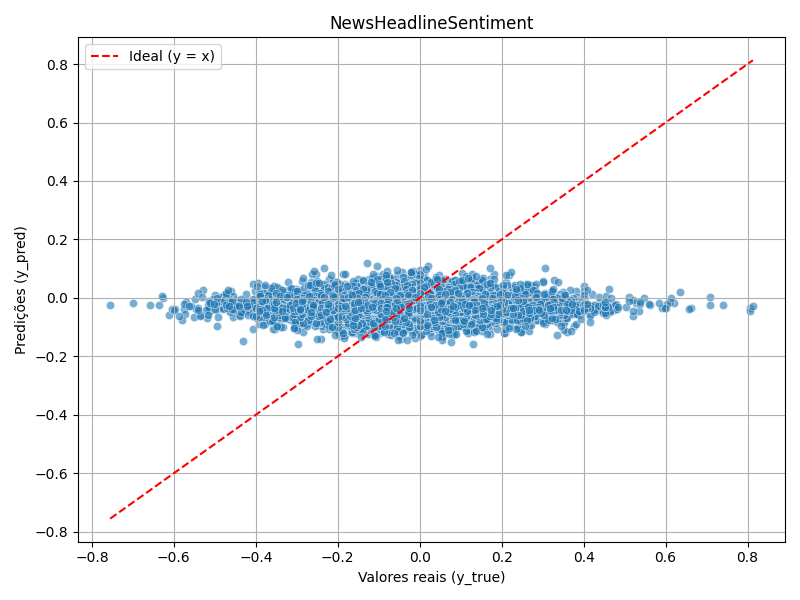 NewsHeadlineSentiment
Ideal (y = x)
0.8
0.6
0.4
0.2
0.0
−0.2
−0.4
−0.6
−0.8
Predições (y_pred)
−0.8 −0.6 −0.4 −0.2 0.0 0.2 0.4 0.6 0.8
Valores reais (y_true)